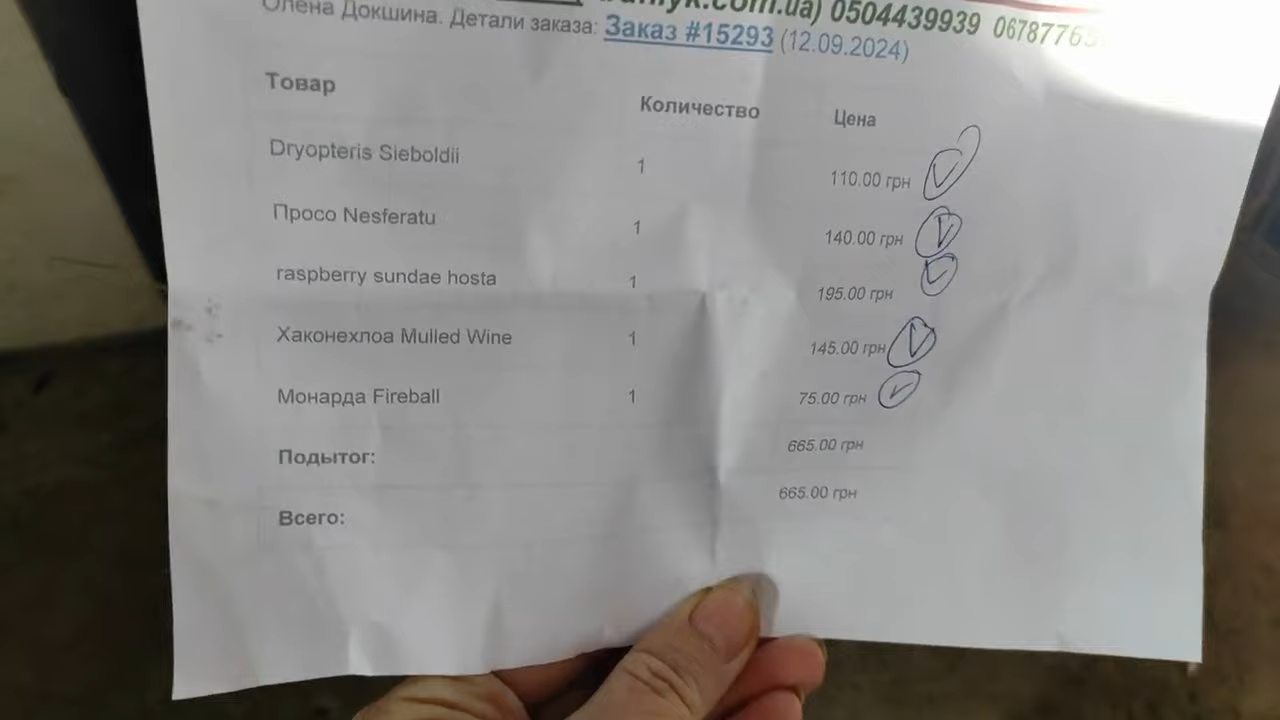 0504439939
Олена Докшина. Детали заказа: Заказ #15293 (12.09.2024)
Товар Количество Цена
Dryopteris Sieboldii 1 110.00 грн
Просо Nesferatu 1 140.00 грн
raspberry sundae hosta 1 195.00 грн
Хаконехлоа Mulled Wine 1 145.00 грн
Монарда Fireball 1 75.00 грн
Подытог: 665.00 грн
Всего: 665.00 грн